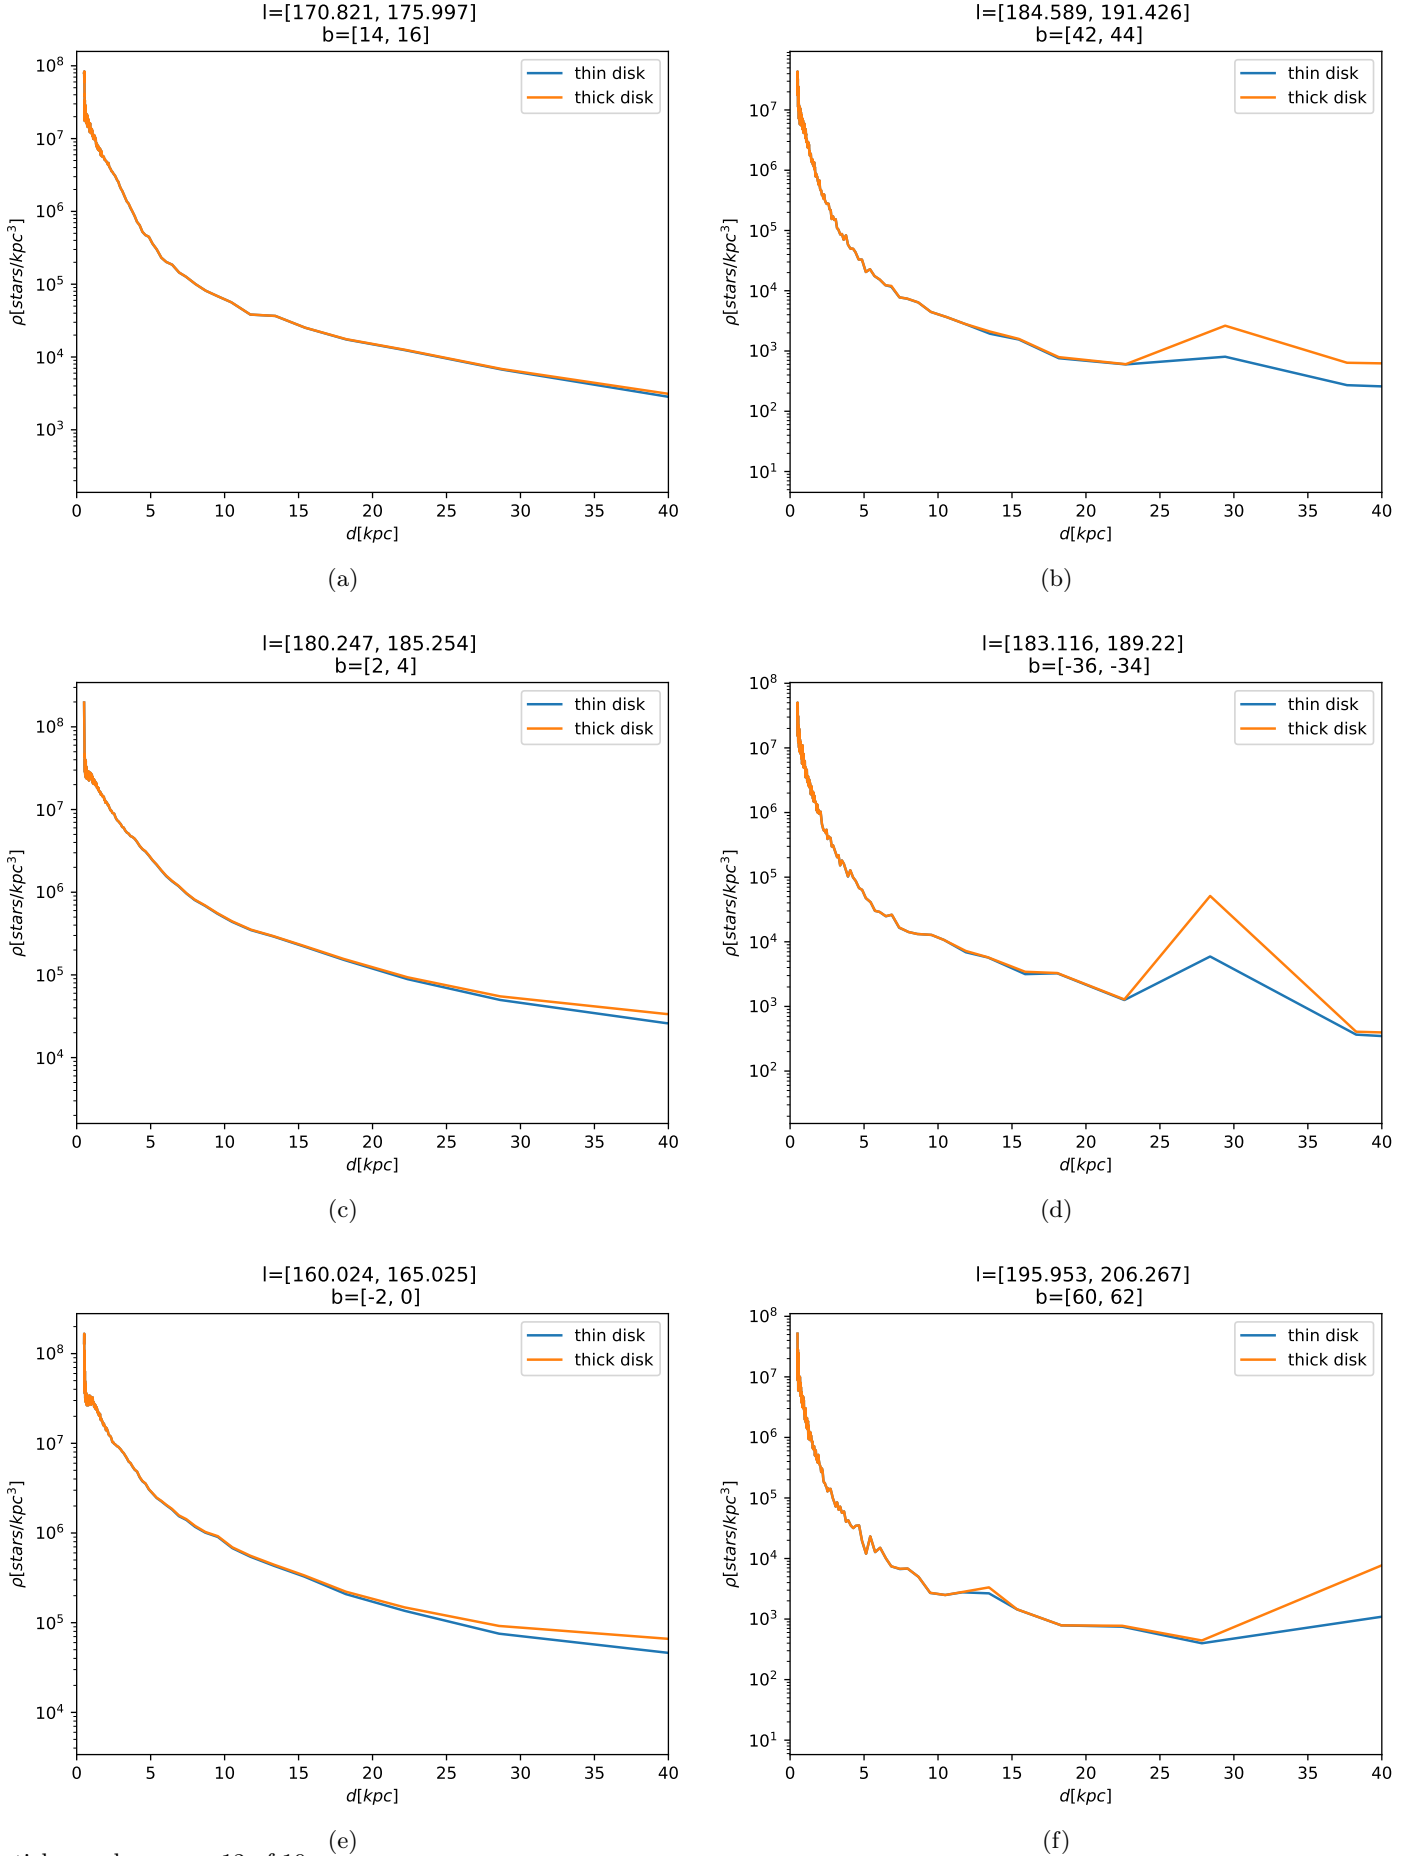 l=[170.821, 175.997]
b=[14, 16]
thin disk
thick disk
10^8
10^7
10^6
10^5
10^4
10^3
ρ[stars/kpc^3]
0 5 10 15 20 25 30 35 40
d[kpc]
(a)
l=[184.589, 191.426]
b=[42, 44]
thin disk
thick disk
10^7
10^6
10^5
10^4
10^3
10^2
10^1
ρ[stars/kpc^3]
0 5 10 15 20 25 30 35 40
d[kpc]
(b)
l=[180.247, 185.254]
b=[2, 4]
thin disk
thick disk
10^8
10^7
10^6
10^5
10^4
ρ[stars/kpc^3]
0 5 10 15 20 25 30 35 40
d[kpc]
(c)
l=[183.116, 189.22]
b=[-36, -34]
thin disk
thick disk
10^8
10^7
10^6
10^5
10^4
10^3
10^2
ρ[stars/kpc^3]
0 5 10 15 20 25 30 35 40
d[kpc]
(d)
l=[160.024, 165.025]
b=[-2, 0]
thin disk
thick disk
10^8
10^7
10^6
10^5
10^4
ρ[stars/kpc^3]
0 5 10 15 20 25 30 35 40
d[kpc]
(e)
l=[195.953, 206.267]
b=[60, 62]
thin disk
thick disk
10^8
10^7
10^6
10^5
10^4
10^3
10^2
10^1
ρ[stars/kpc^3]
0 5 10 15 20 25 30 35 40
d[kpc]
(f)